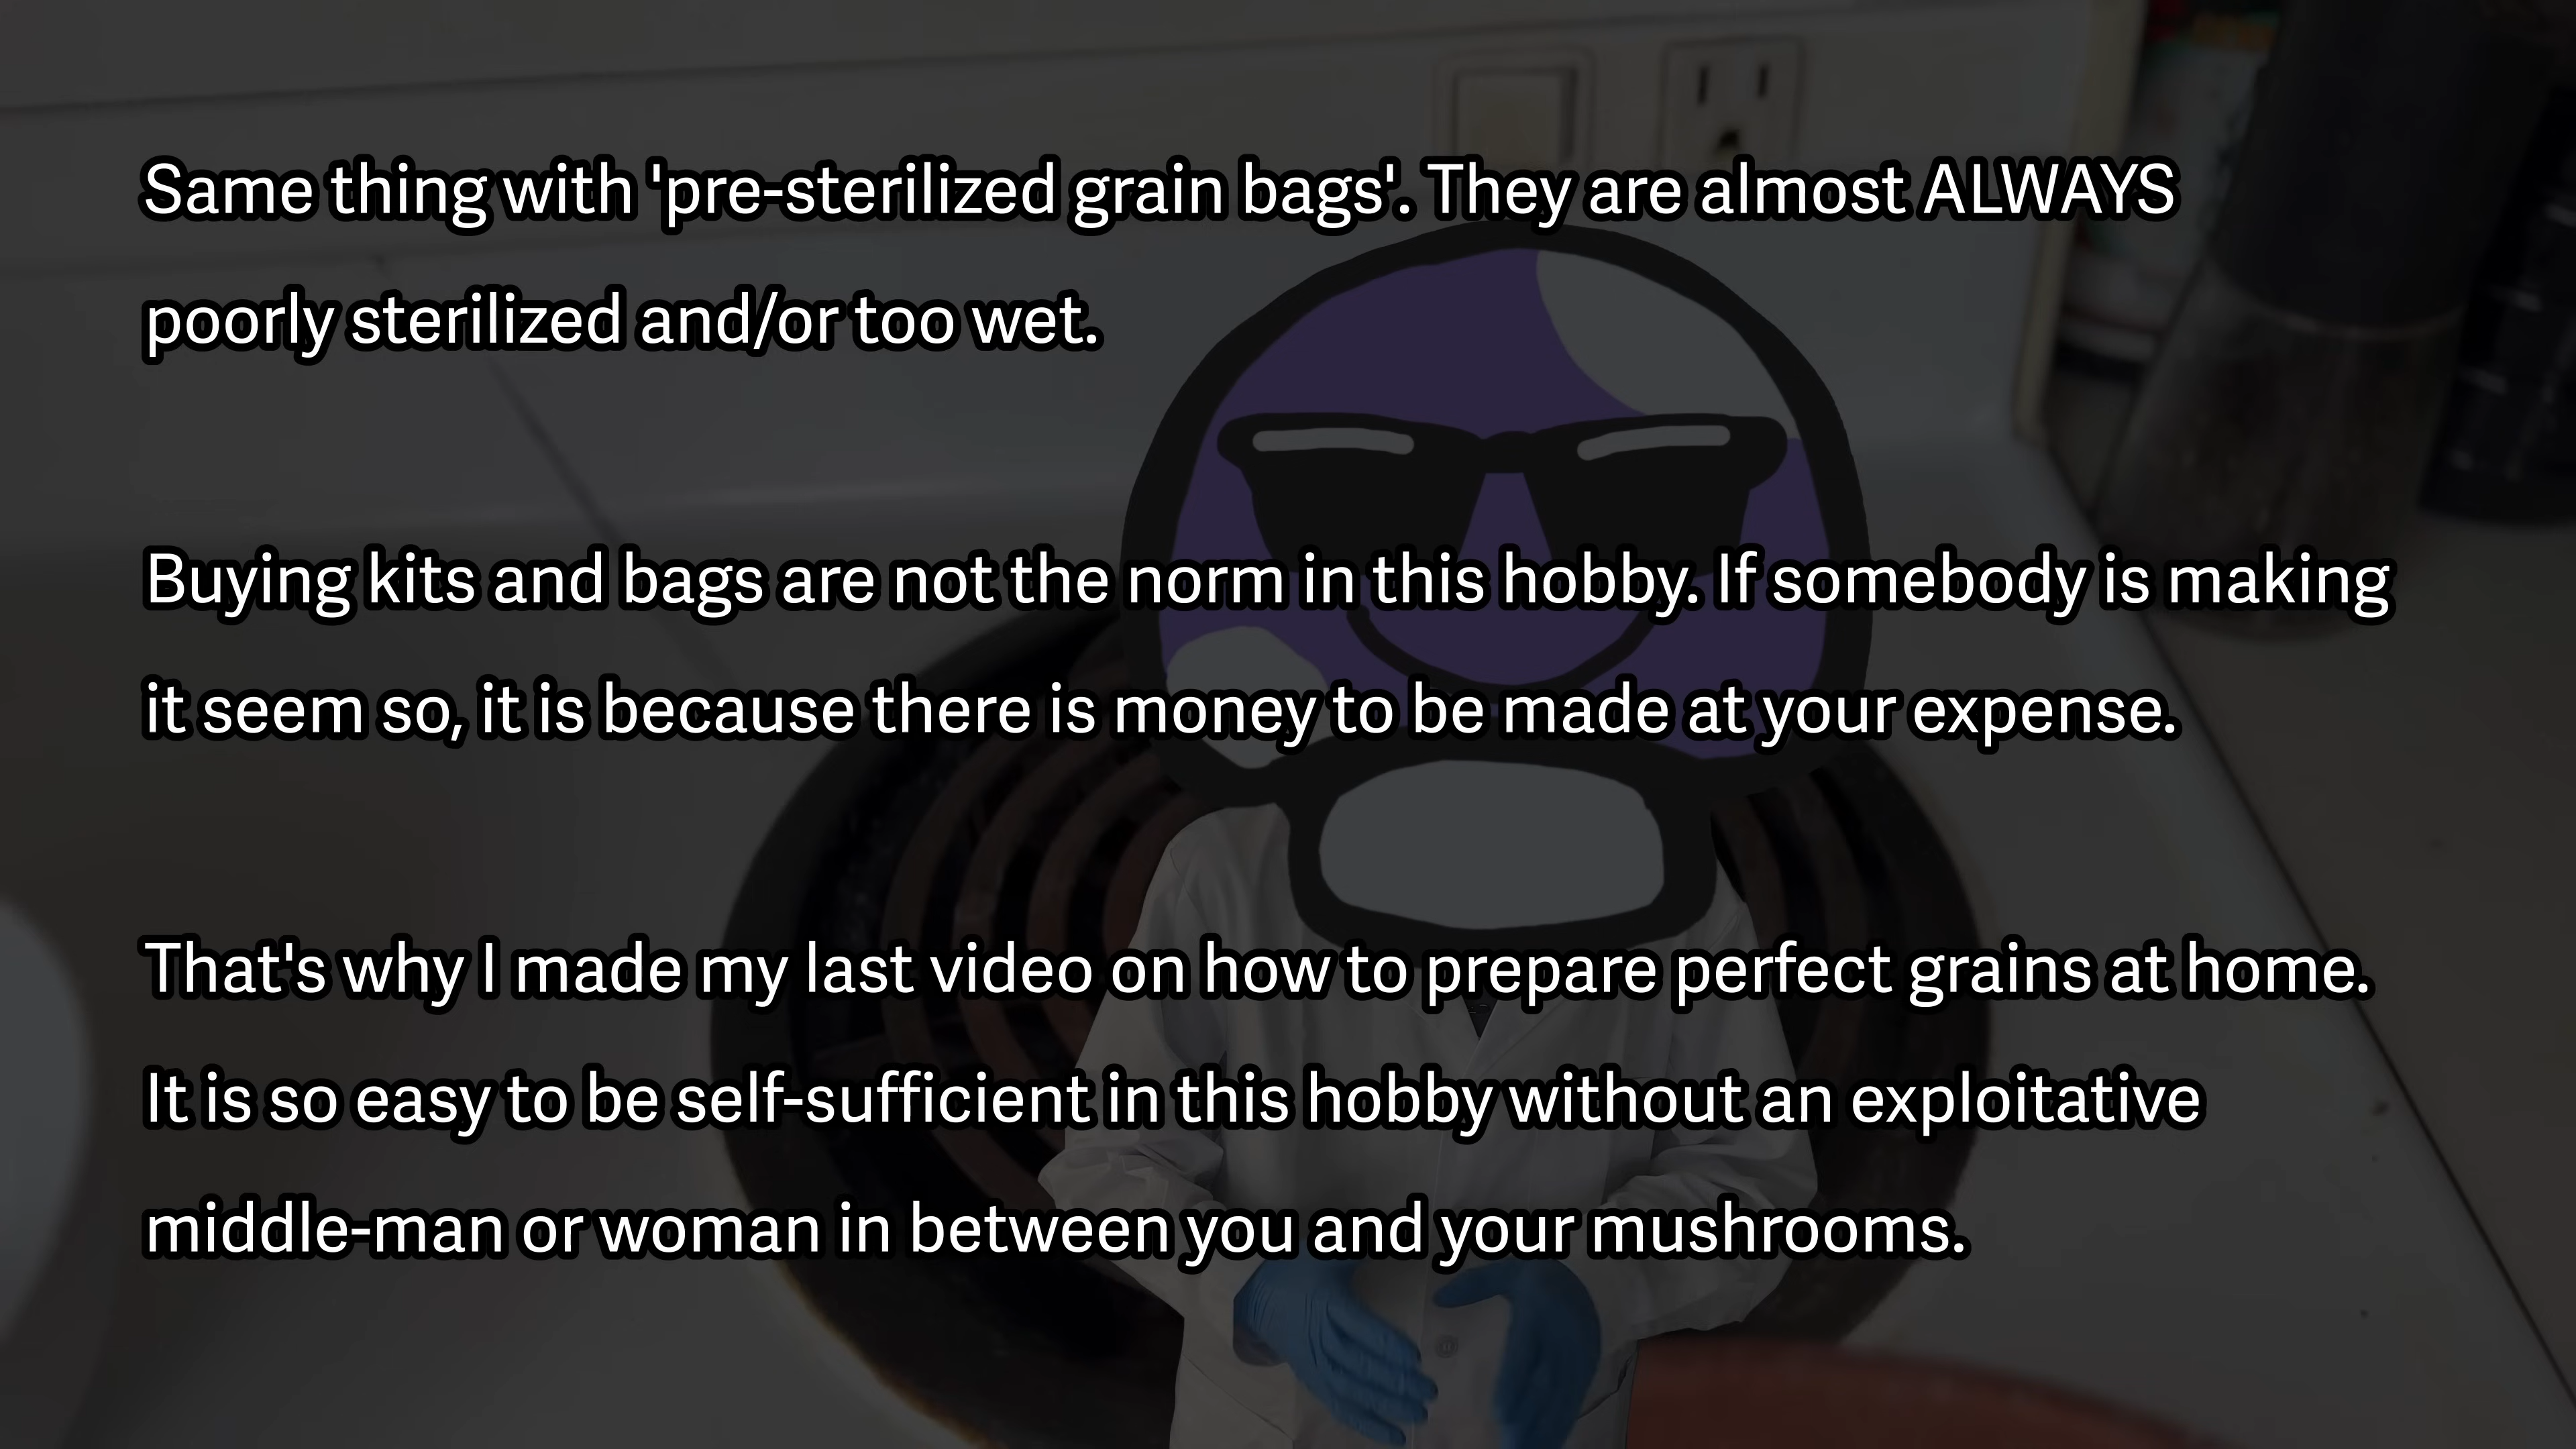 Same thing with 'pre-sterilized grain bags'. They are almost ALWAYS
poorly sterilized and/or too wet.
Buying kits and bags are not the norm in this hobby. If somebody is making
it seem so, it is because there is money to be made at your expense.
That's why I made my last video on how to prepare perfect grains at home.
It is so easy to be self-sufficient in this hobby without an exploitative
middle-man or woman in between you and your mushrooms.